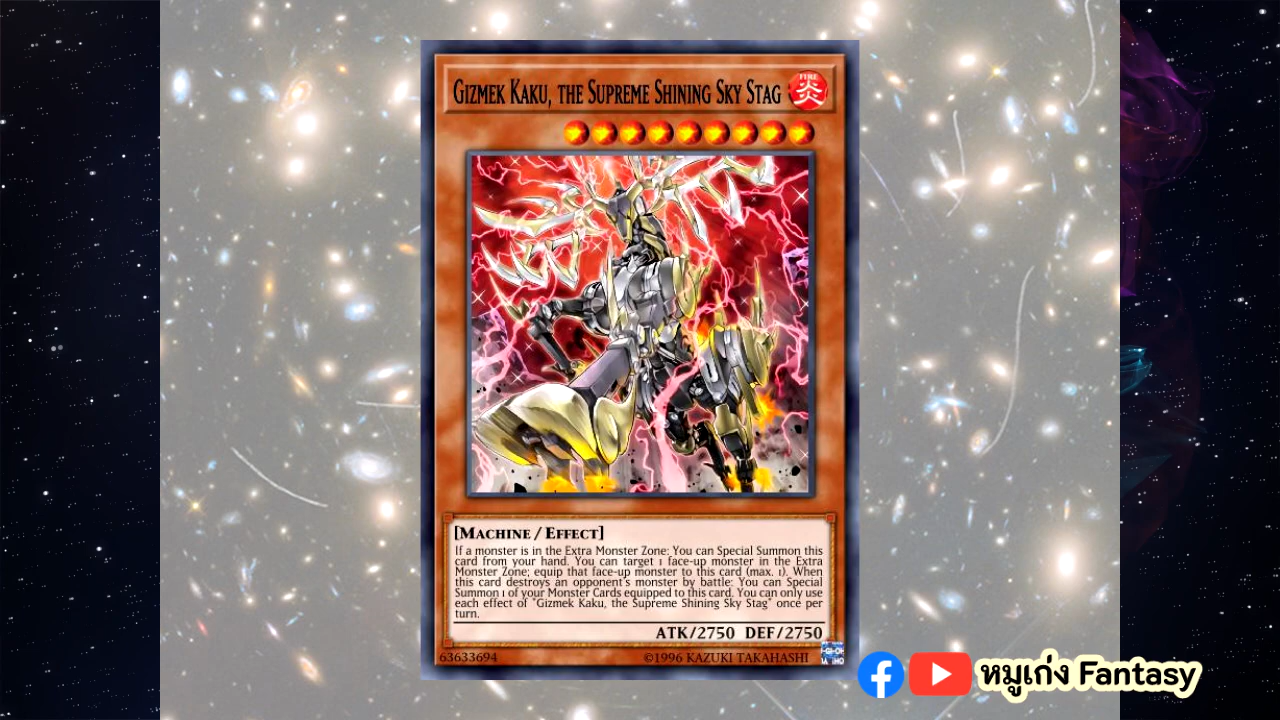 GIZMEK KAKU, THE SUPREME SHINING SKY STAG
FIRE
炎
[MACHINE / EFFECT]
If a monster is in the Extra Monster Zone: You can Special Summon this
card from your hand. You can target 1 face-up monster in the Extra
Monster Zone; equip that face-up monster to this card (max. 1). When
this card destroys an opponent's monster by battle: You can Special
Summon 1 of your Monster Cards equipped to this card. You can only use
each effect of "Gizmek Kaku, the Supreme Shining Sky Stag" once per
turn.
ATK/2750 DEF/2750
63633694
©1996 KAZUKI TAKAHASHI
หมูเก่ง Fantasy